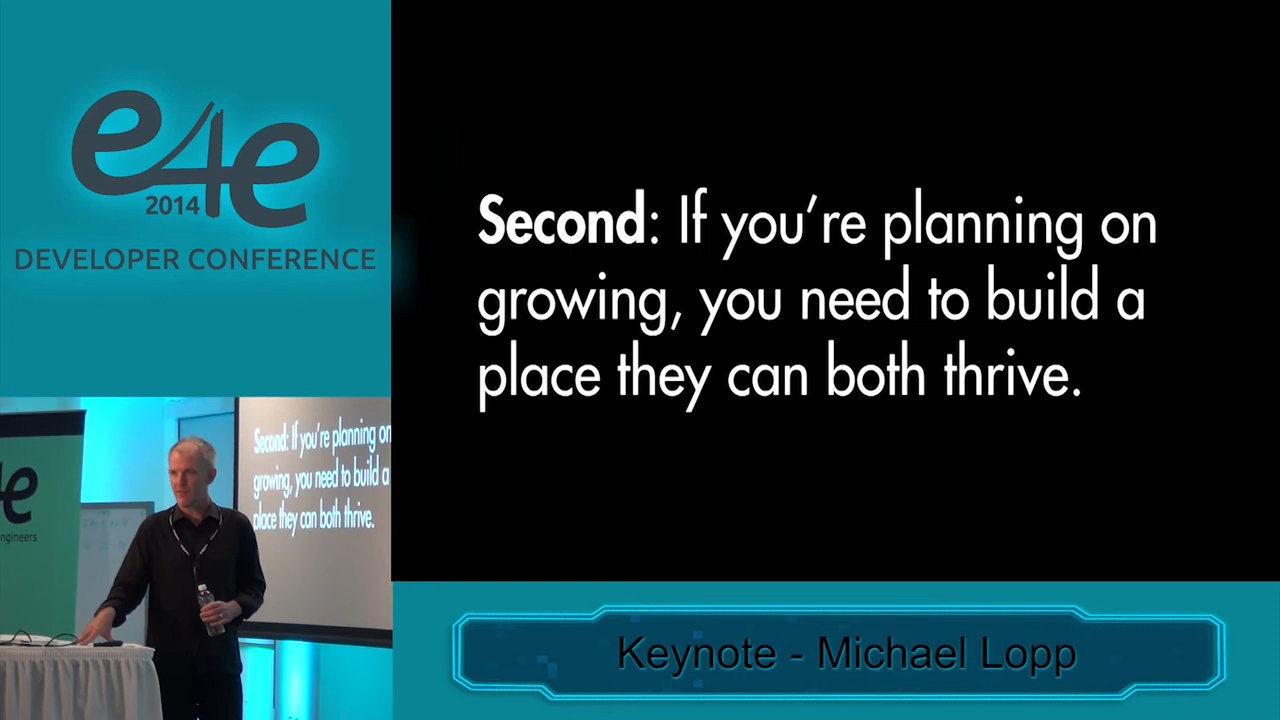 e4e
2014
DEVELOPER CONFERENCE
Second: If you’re planning on
growing, you need to build a
place they can both thrive.
4e
ngineers
Second: If you’re planning on
growing, you need to build a
place they can both thrive.
Keynote - Michael Lopp